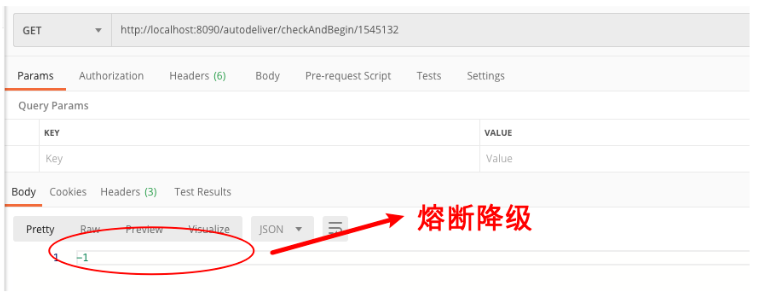 GET http://localhost:8090/autodeliver/checkAndBegin/1545132
Params Authorization Headers (6) Body Pre-request Script Tests Settings
Query Params
KEY VALUE
Key Value
Body Cookies Headers (3) Test Results
Pretty Raw Preview Visualize JSON
熔断降级
1 -1